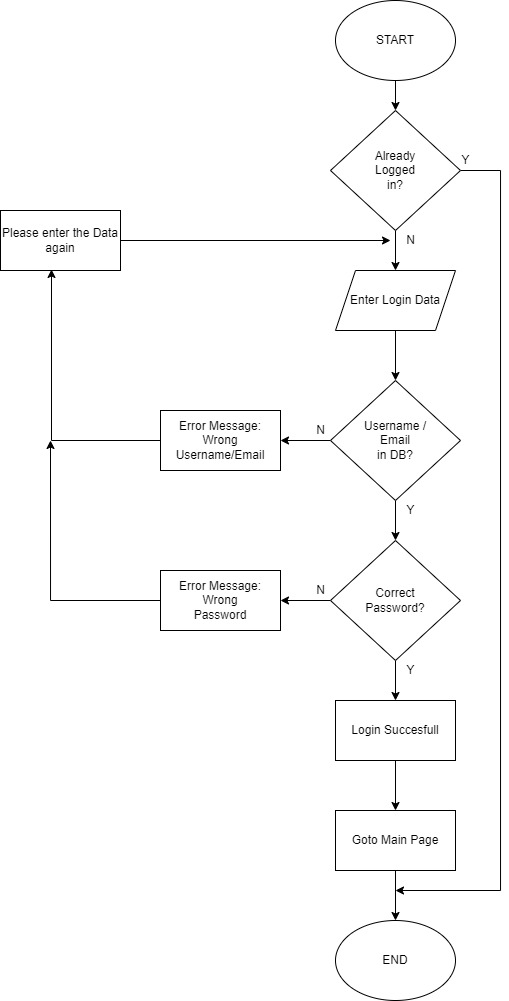 START
Already
Logged
in?
Y
N
Please enter the Data
again
Enter Login Data
Username /
Email
in DB?
N
Error Message:
Wrong
Username/Email
Y
Correct
Password?
N
Error Message:
Wrong
Password
Y
Login Succesfull
Goto Main Page
END